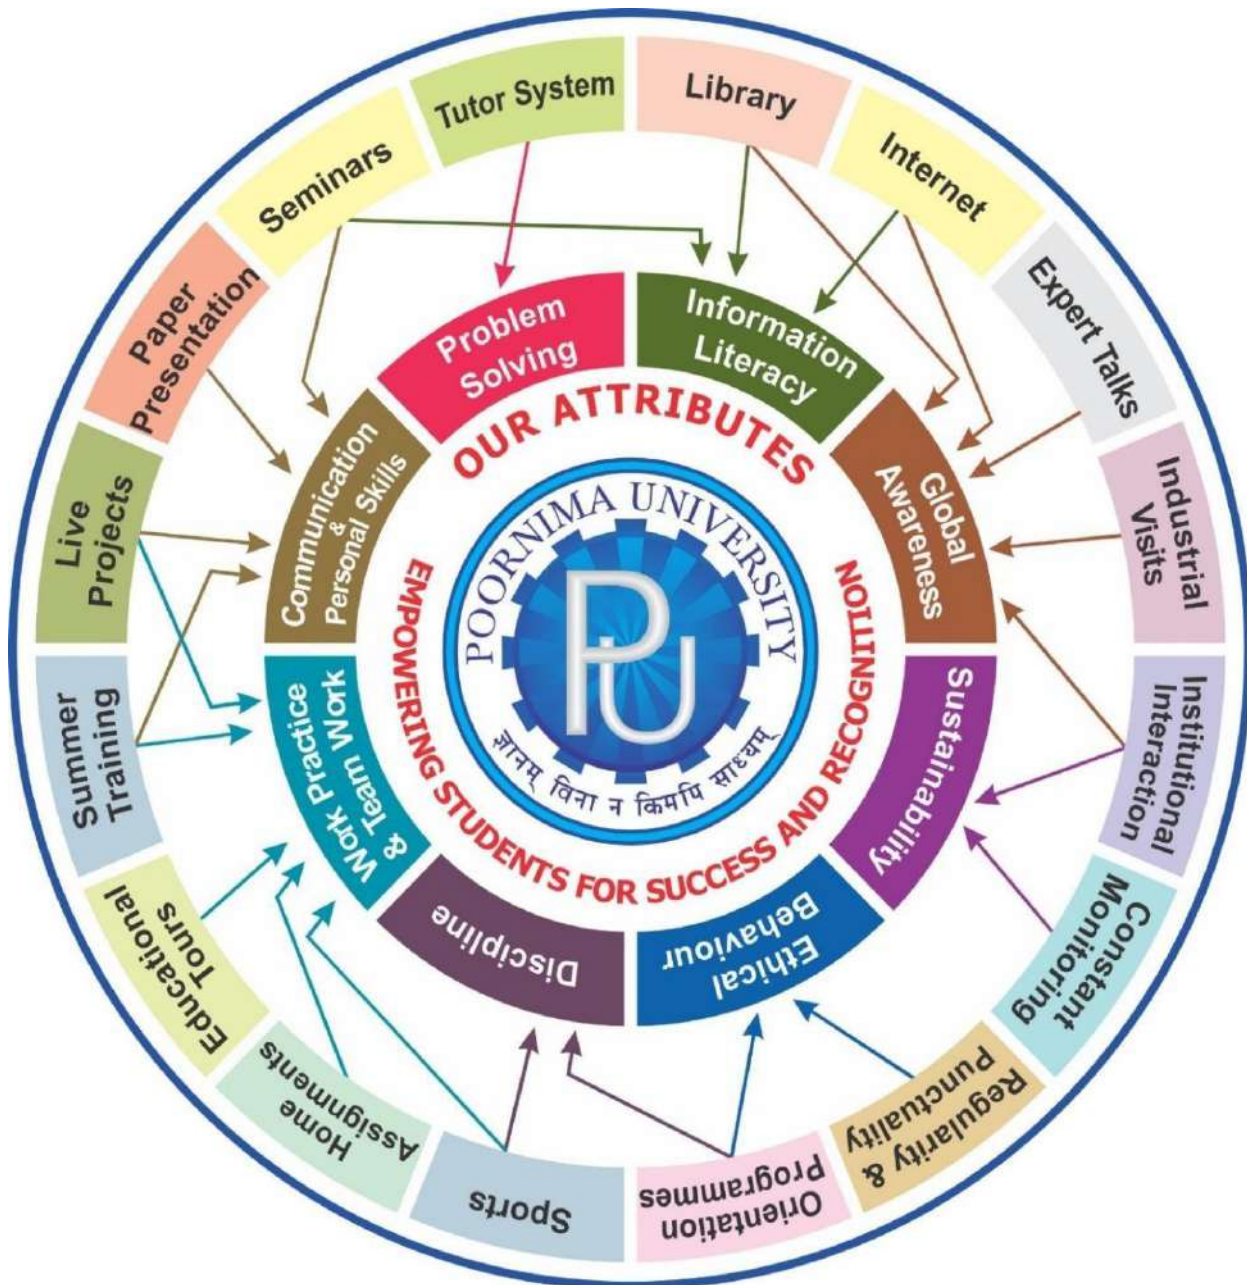 Tutor System
Library
Internet
Expert Talks
Industrial
Visits
Institutional
Interaction
Constant
Monitoring
Regularity &
Punctuality
Orientation
Programmes
Sports
Home
Assignments
Educational
Tours
Summer
Training
Live
Projects
Paper
Presentation
Seminars
Problem
Solving
Information
Literacy
Global
Awareness
Sustainability
Ethical
Behaviour
Discipline
Work Practice
& Team Work
Communication
&
Personal Skills
OUR ATTRIBUTES
EMPOWERING STUDENTS FOR SUCCESS AND RECOGNITION
POORNIMA UNIVERSITY
PU
ज्ञानम् विना न किमपि साध्यम्